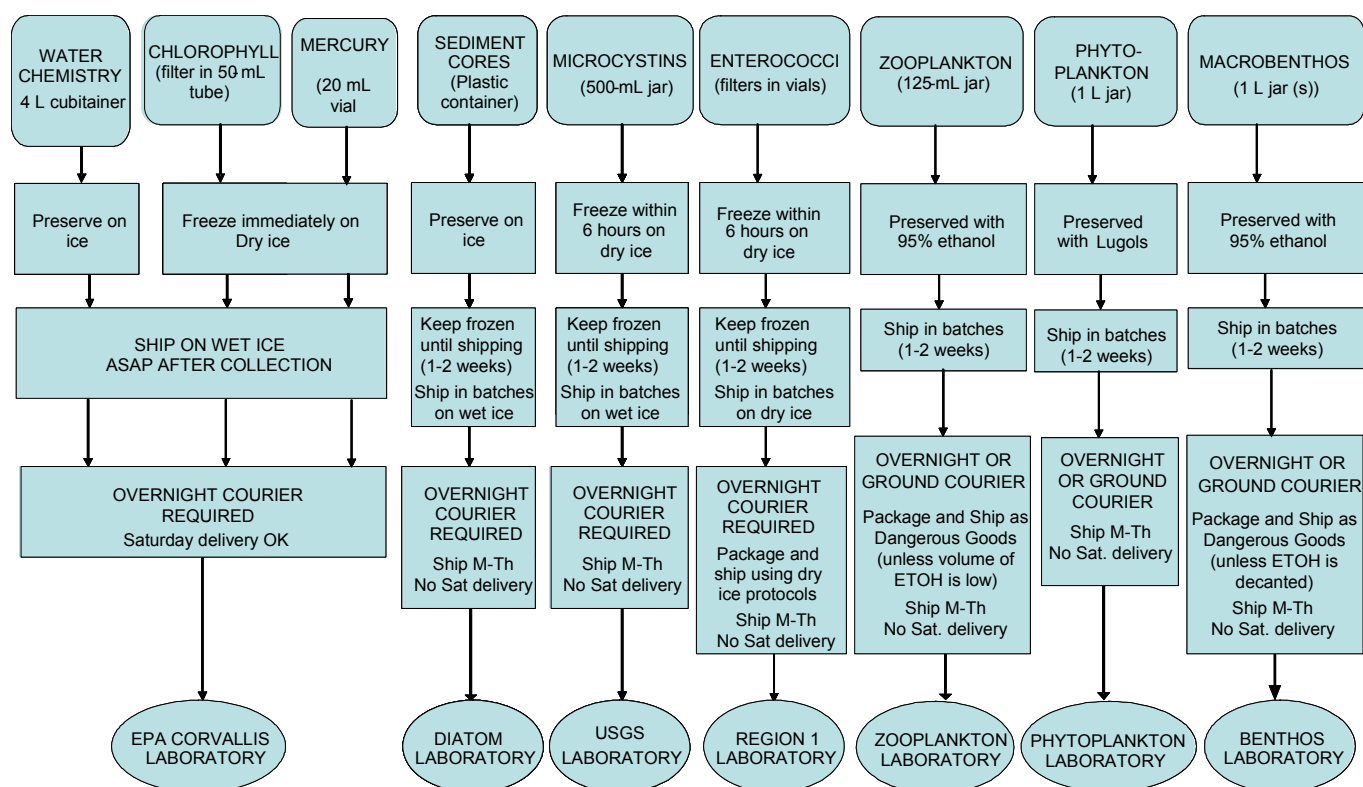 WATER
CHEMISTRY
4 L cubitainer
CHLOROPHYLL
(filter in 50-mL
tube)
MERCURY
(20 mL
vial
SEDIMENT
CORES
(Plastic
container)
MICROCYSTINS
(500-mL jar)
ENTEROCOCCI
(filters in vials)
ZOOPLANKTON
(125-mL jar)
PHYTO-
PLANKTON
(1 L jar)
MACROBENTHOS
(1 L jar (s))
Preserve on
ice
Freeze immediately on
Dry ice
Preserve on
ice
Freeze within
6 hours on
dry ice
Freeze within
6 hours on
dry ice
Preserved with
95% ethanol
Preserved
with Lugols
Preserved with
95% ethanol
SHIP ON WET ICE
ASAP AFTER COLLECTION
Keep frozen
until shipping
(1-2 weeks)
Ship in batches
on wet ice
Keep frozen
until shipping
(1-2 weeks)
Ship in batches
on wet ice
Keep frozen
until shipping
(1-2 weeks)
Ship in batches
on dry ice
Ship in batches
(1-2 weeks)
Ship in batches
(1-2 weeks)
Ship in batches
(1-2 weeks)
OVERNIGHT COURIER
REQUIRED
Saturday delivery OK
OVERNIGHT
COURIER
REQUIRED
Ship M-Th
No Sat delivery
OVERNIGHT
COURIER
REQUIRED
Ship M-Th
No Sat delivery
OVERNIGHT
COURIER
REQUIRED
Package and
ship using dry
ice protocols
Ship M-Th
No Sat delivery
OVERNIGHT OR
GROUND COURIER
Package and Ship as
Dangerous Goods
(unless volume of
ETOH is low)
Ship M-Th
No Sat. delivery
OVERNIGHT
OR GROUND
COURIER
Ship M-Th
No Sat. delivery
OVERNIGHT OR
GROUND COURIER
Package and Ship as
Dangerous Goods
(unless ETOH is
decanted)
Ship M-Th
No Sat. delivery
EPA CORVALLIS
LABORATORY
DIATOM
LABORATORY
USGS
LABORATORY
REGION 1
LABORATORY
ZOOPLANKTON
LABORATORY
PHYTOPLANKTON
LABORATORY
BENTHOS
LABORATORY